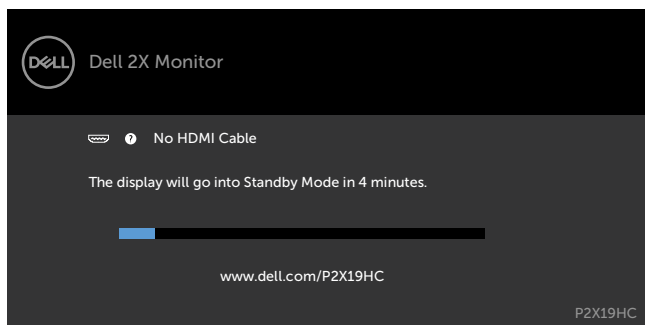 DELL
Dell 2X Monitor
? No HDMI Cable
The display will go into Standby Mode in 4 minutes.
www.dell.com/P2X19HC
P2X19HC